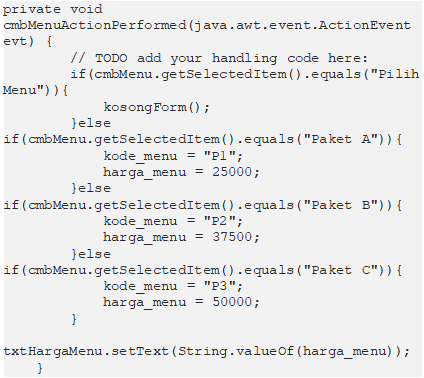 private void
cmbMenuActionPerformed(java.awt.event.ActionEvent
evt) {
        // TODO add your handling code here:
        if(cmbMenu.getSelectedItem().equals("Pilih
Menu")){
            kosongForm();
        }else
if(cmbMenu.getSelectedItem().equals("Paket A")){
            kode_menu = "P1";
            harga_menu = 25000;
        }else
if(cmbMenu.getSelectedItem().equals("Paket B")){
            kode_menu = "P2";
            harga_menu = 37500;
        }else
if(cmbMenu.getSelectedItem().equals("Paket C")){
            kode_menu = "P3";
            harga_menu = 50000;
        }

txtHargaMenu.setText(String.valueOf(harga_menu));
    }